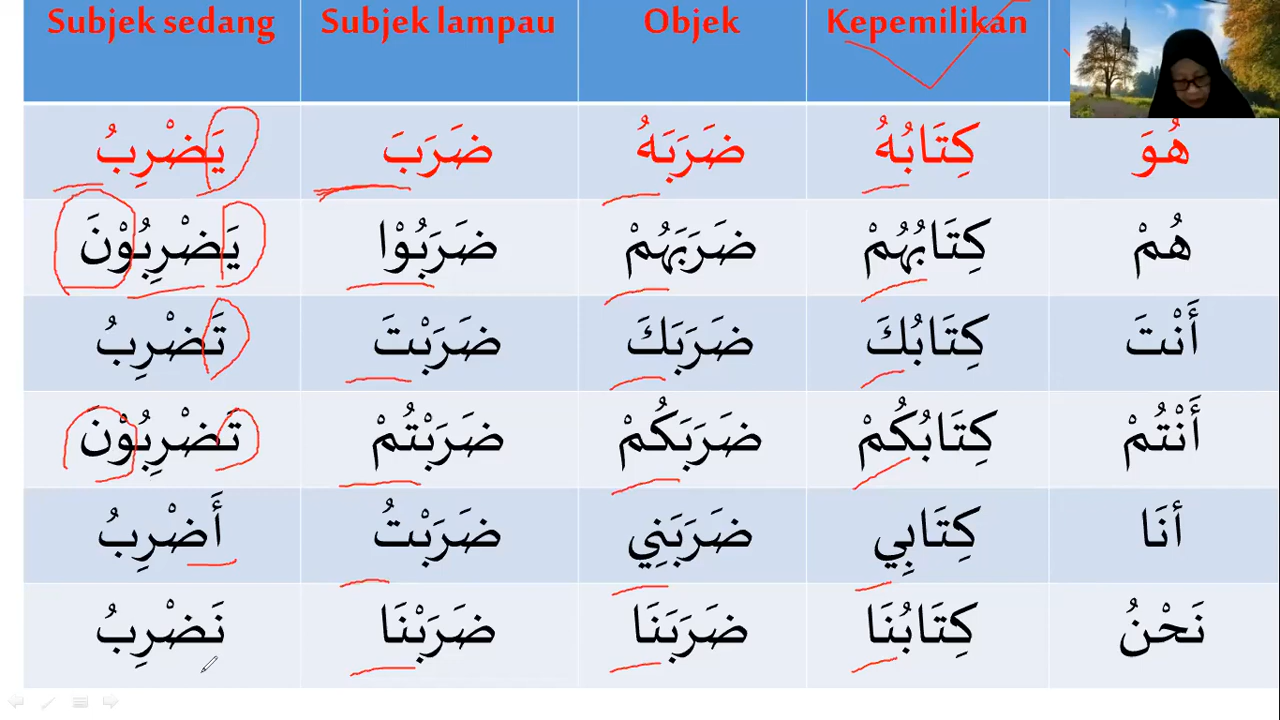 Subjek sedang Subjek lampau Objek Kepemilikan
هُوَ كِتَابُهُ ضَرَبَهُ ضَرَبَ يَضْرِبُ
هُمْ كِتَابُهُمْ ضَرَبَهُمْ ضَرَبُوْا يَضْرِبُوْنَ
أَنْتَ كِتَابُكَ ضَرَبَكَ ضَرَبْتَ تَضْرِبُ
أَنْتُمْ كِتَابُكُمْ ضَرَبَكُمْ ضَرَبْتُمْ تَضْرِبُوْنَ
أنَا كِتَابِي ضَرَبَنِي ضَرَبْتُ أَضْرِبُ
نَحْنُ كِتَابُنَا ضَرَبَنَا ضَرَبْنَا نَضْرِبُ